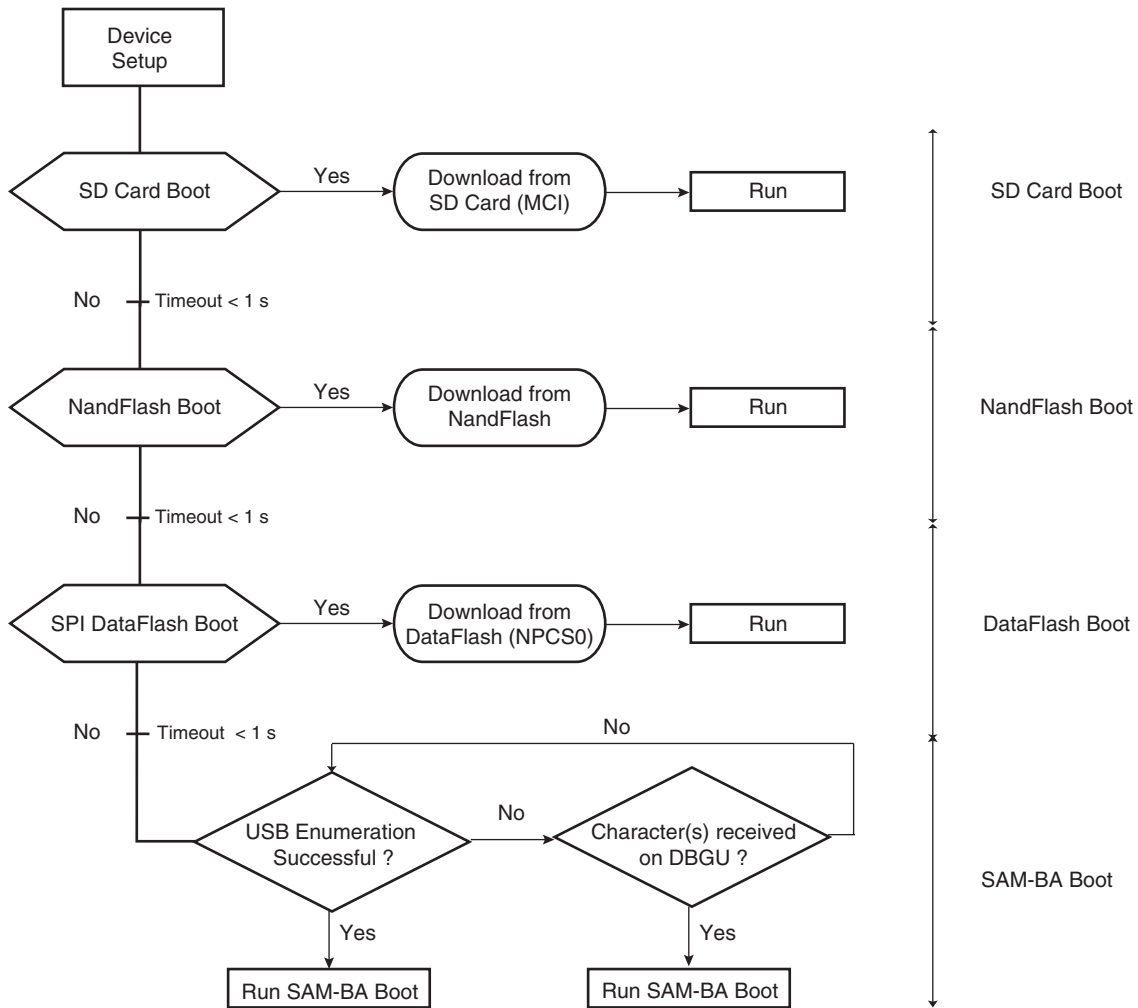 Device
Setup
SD Card Boot
Yes
Download from
SD Card (MCI)
Run
SD Card Boot
No
Timeout < 1 s
NandFlash Boot
Yes
Download from
NandFlash
Run
NandFlash Boot
No
Timeout < 1 s
SPI DataFlash Boot
Yes
Download from
DataFlash (NPCS0)
Run
DataFlash Boot
No
Timeout < 1 s
No
USB Enumeration
Successful ?
No
Character(s) received
on DBGU ?
SAM-BA Boot
Yes
Yes
Run SAM-BA Boot
Run SAM-BA Boot